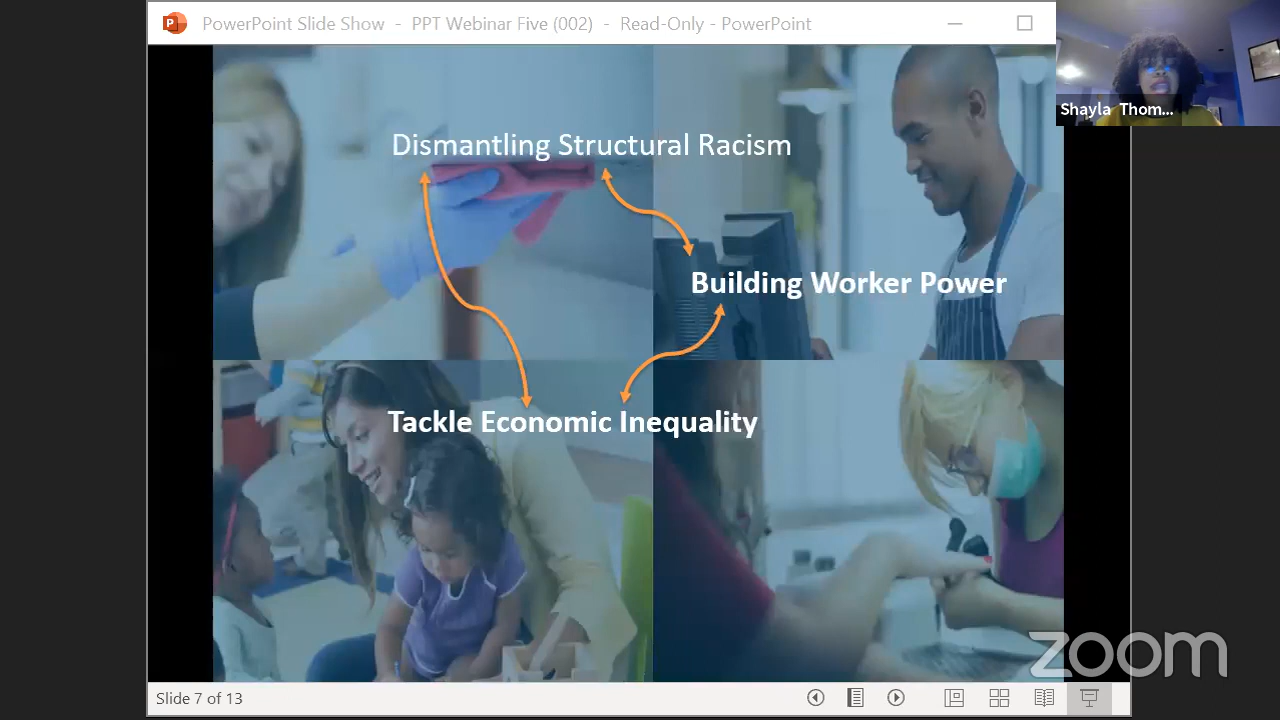 PowerPoint Slide Show - PPT Webinar Five (002) - Read-Only - PowerPoint
Shayla Thom...
Dismantling Structural Racism
Building Worker Power
Tackle Economic Inequality
zoom
Slide 7 of 13